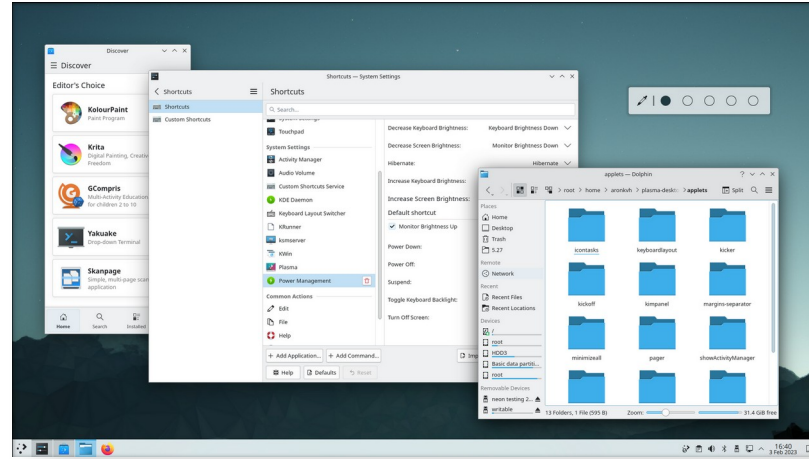 Discover
Discover
Editor's Choice
KolourPaint
Paint Program
Krita
Digital Painting, Creativ
Freedom
GCompris
Multi-Activity Education
for children 2 to 10
Yakuake
Drop-down Terminal
Skanpage
Simple, multi-page scan
application
Home
Search
Installed
Shortcuts — System Settings
Shortcuts
Shortcuts
Shortcuts
Custom Shortcuts
Search...
System Settings
Touchpad
System Settings
Activity Manager
Audio Volume
Custom Shortcuts Service
KDE Daemon
Keyboard Layout Switcher
KRunner
ksmserver
KWin
Plasma
Power Management
Common Actions
Edit
File
Help
Decrease Keyboard Brightness: Keyboard Brightness Down
Decrease Screen Brightness: Monitor Brightness Down
Hibernate: Hibernate
Increase Keyboard Brightness:
Increase Screen Brightness:
Default shortcut
Monitor Brightness Up
Power Down:
Power Off:
Suspend:
Toggle Keyboard Backlight:
Turn Off Screen:
+ Add Application...
+ Add Command...
Imp
Help
Defaults
Reset
applets — Dolphin
> root > home > aronkvh > plasma-deskto > applets
Split
Places
Home
Desktop
Trash
5.27
Remote
Network
Recent
Recent Files
Recent Locations
Devices
/
root
HDD3
Basic data partiti...
root
Removable Devices
neon testing 2...
writable
icontasks
keyboardlayout
kicker
kickoff
kimpanel
margins-separator
minimizeall
pager
showActivityManager
13 Folders, 1 File (595 B)
Zoom:
31.4 GiB free
16:40
3 Feb 2023